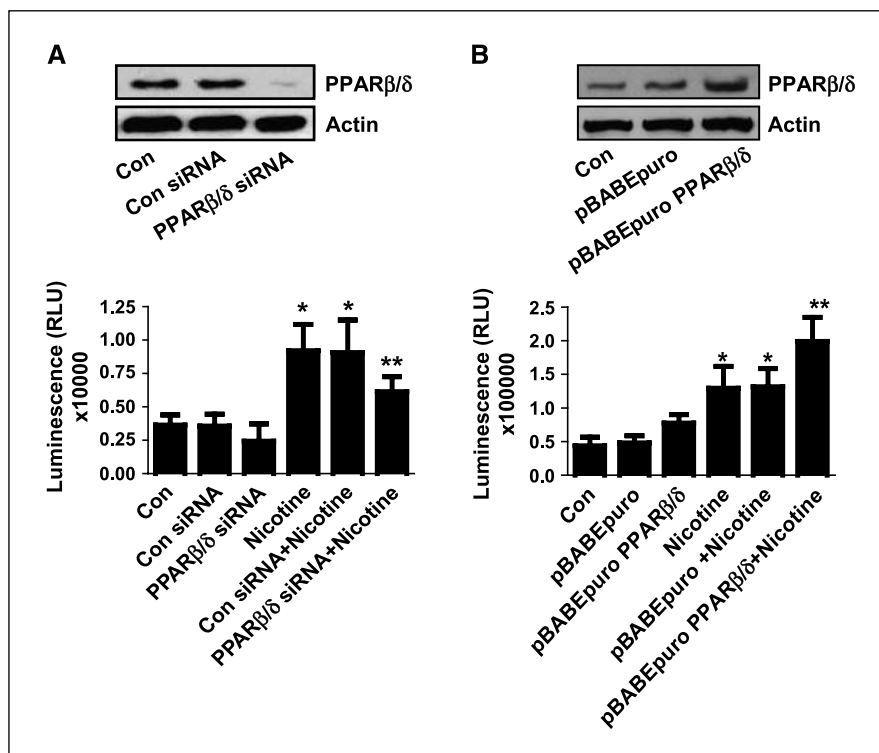 A
PPARβ/δ
Actin
Con
Con siRNA
PPARβ/δ siRNA
Luminescence (RLU)
x10000
1.25
1.00
0.75
0.50
0.25
0.00
*
*
**
Con
Con siRNA
PPARβ/δ siRNA
Nicotine
Con siRNA+Nicotine
PPARβ/δ siRNA+Nicotine
B
PPARβ/δ
Actin
Con
pBABEpuro
pBABEpuro PPARβ/δ
Luminescence (RLU)
x100000
2.5
2.0
1.5
1.0
0.5
0.0
*
*
**
Con
pBABEpuro
pBABEpuro PPARβ/δ
Nicotine
pBABEpuro +Nicotine
pBABEpuro PPARβ/δ+Nicotine